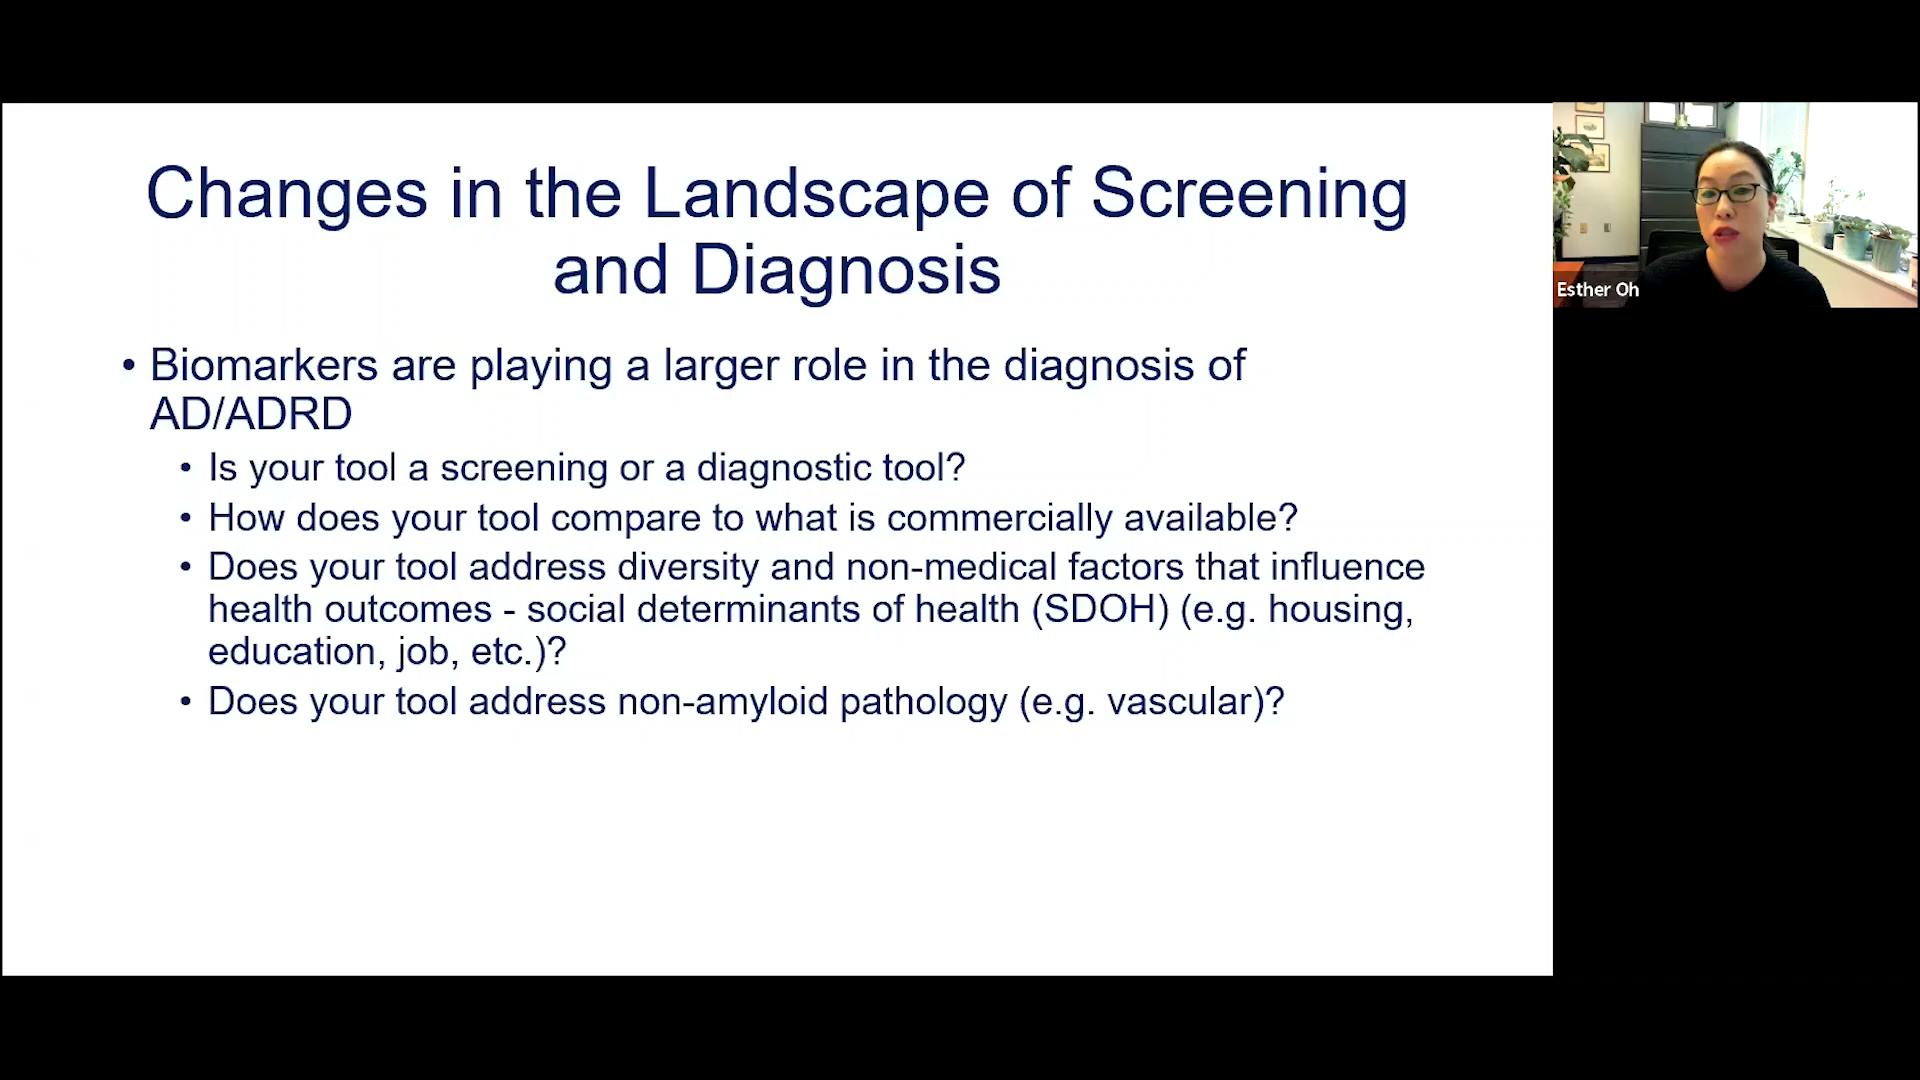 Changes in the Landscape of Screening
and Diagnosis
• Biomarkers are playing a larger role in the diagnosis of
AD/ADRD
• Is your tool a screening or a diagnostic tool?
• How does your tool compare to what is commercially available?
• Does your tool address diversity and non-medical factors that influence
health outcomes - social determinants of health (SDOH) (e.g. housing,
education, job, etc.)?
• Does your tool address non-amyloid pathology (e.g. vascular)?
Esther Oh